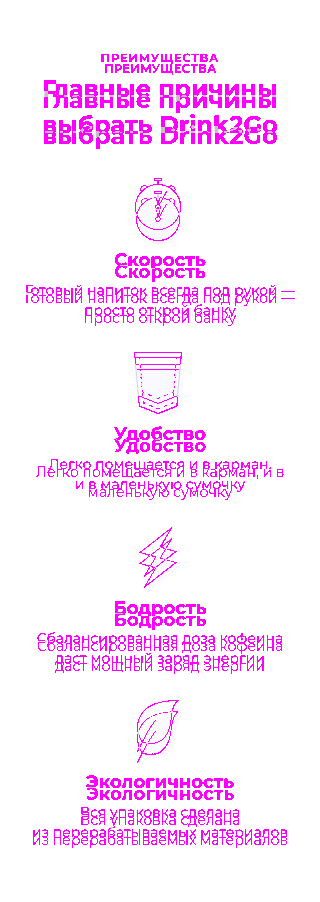 ПРЕИМУЩЕСТВА
Главные причины
выбрать Drink2Go
Скорость
Готовый напиток всегда под рукой —
просто открой банку
Удобство
Легко помещается и в карман,
и в маленькую сумочку
Бодрость
Сбалансированная доза кофеина
даст мощный заряд энергии
Экологичность
Вся упаковка сделана
из перерабатываемых материалов